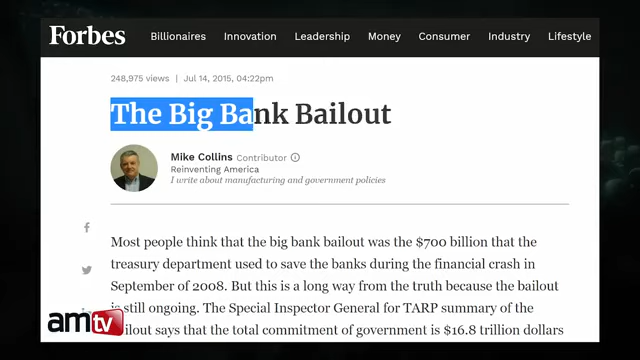 Forbes Billionaires Innovation Leadership Money Consumer Industry Lifestyle
248,975 views | Jul 14, 2015, 04:22pm
The Big Bank Bailout
Mike Collins Contributor
Reinventing America
I write about manufacturing and government policies
Most people think that the big bank bailout was the $700 billion that the
treasury department used to save the banks during the financial crash in
September of 2008. But this is a long way from the truth because the bailout
is still ongoing. The Special Inspector General for TARP summary of the
bailout says that the total commitment of government is $16.8 trillion dollars
amtv